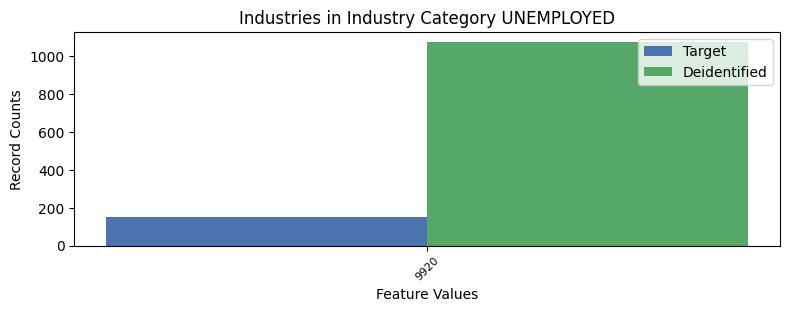 Industries in Industry Category UNEMPLOYED
Target
Deidentified
Record Counts
1000
800
600
400
200
0
9920
Feature Values